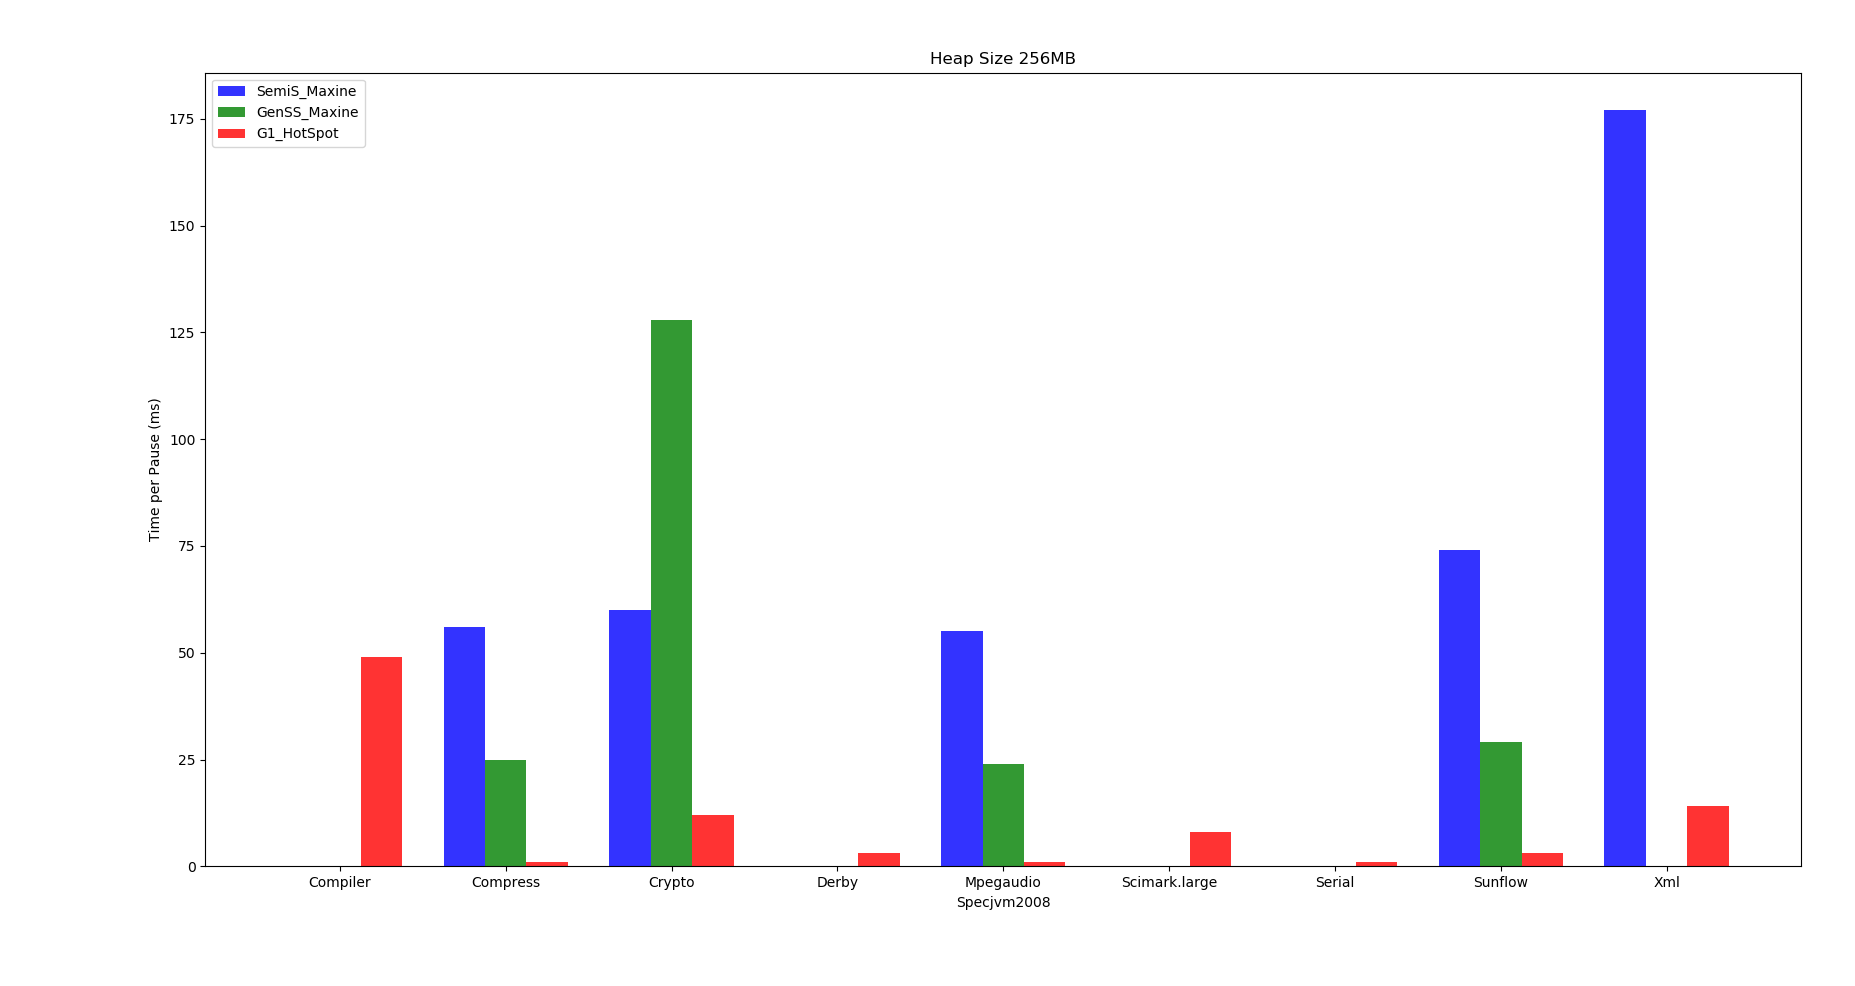 Heap Size 256MB
SemiS_Maxine
GenSS_Maxine
G1_HotSpot
175
150
125
100
75
50
25
0
Time per Pause (ms)
Compiler Compress Crypto Derby Mpegaudio Scimark.large Serial Sunflow Xml
Specjvm2008